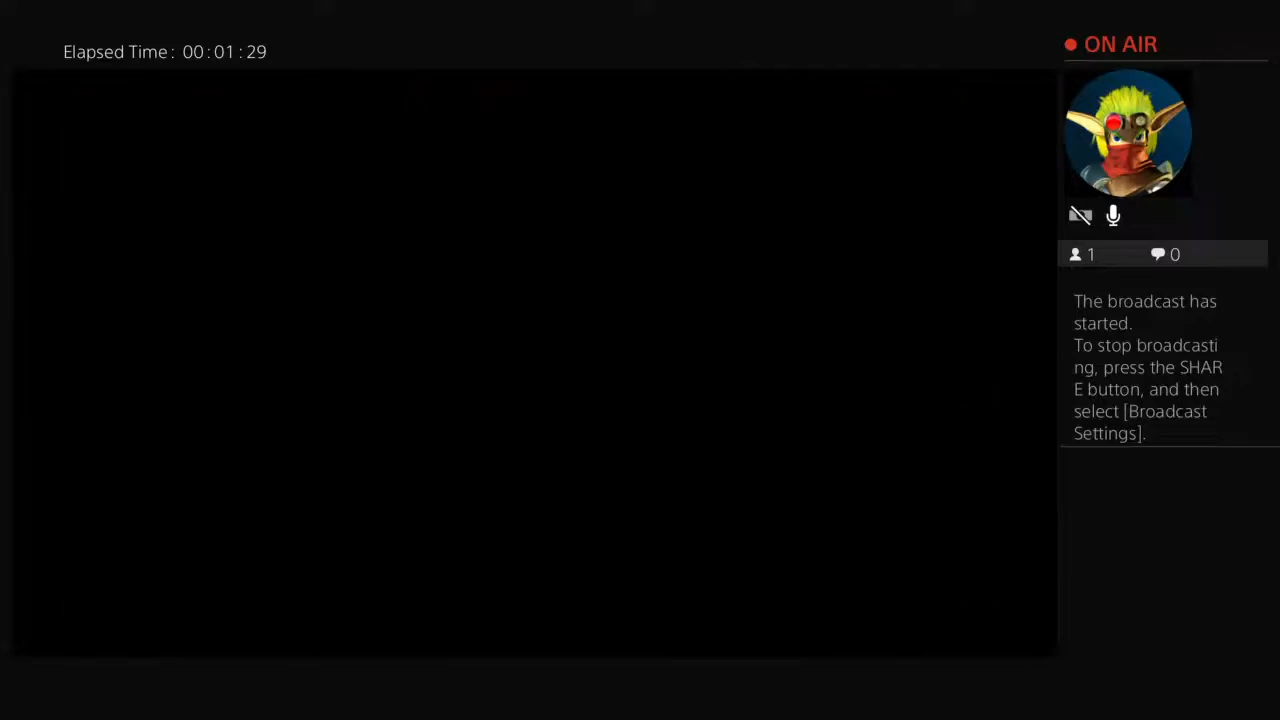 Elapsed Time: 00:01:29
ON AIR
1 0
The broadcast has
started.
To stop broadcasti
ng, press the SHAR
E button, and then
select [Broadcast
Settings].